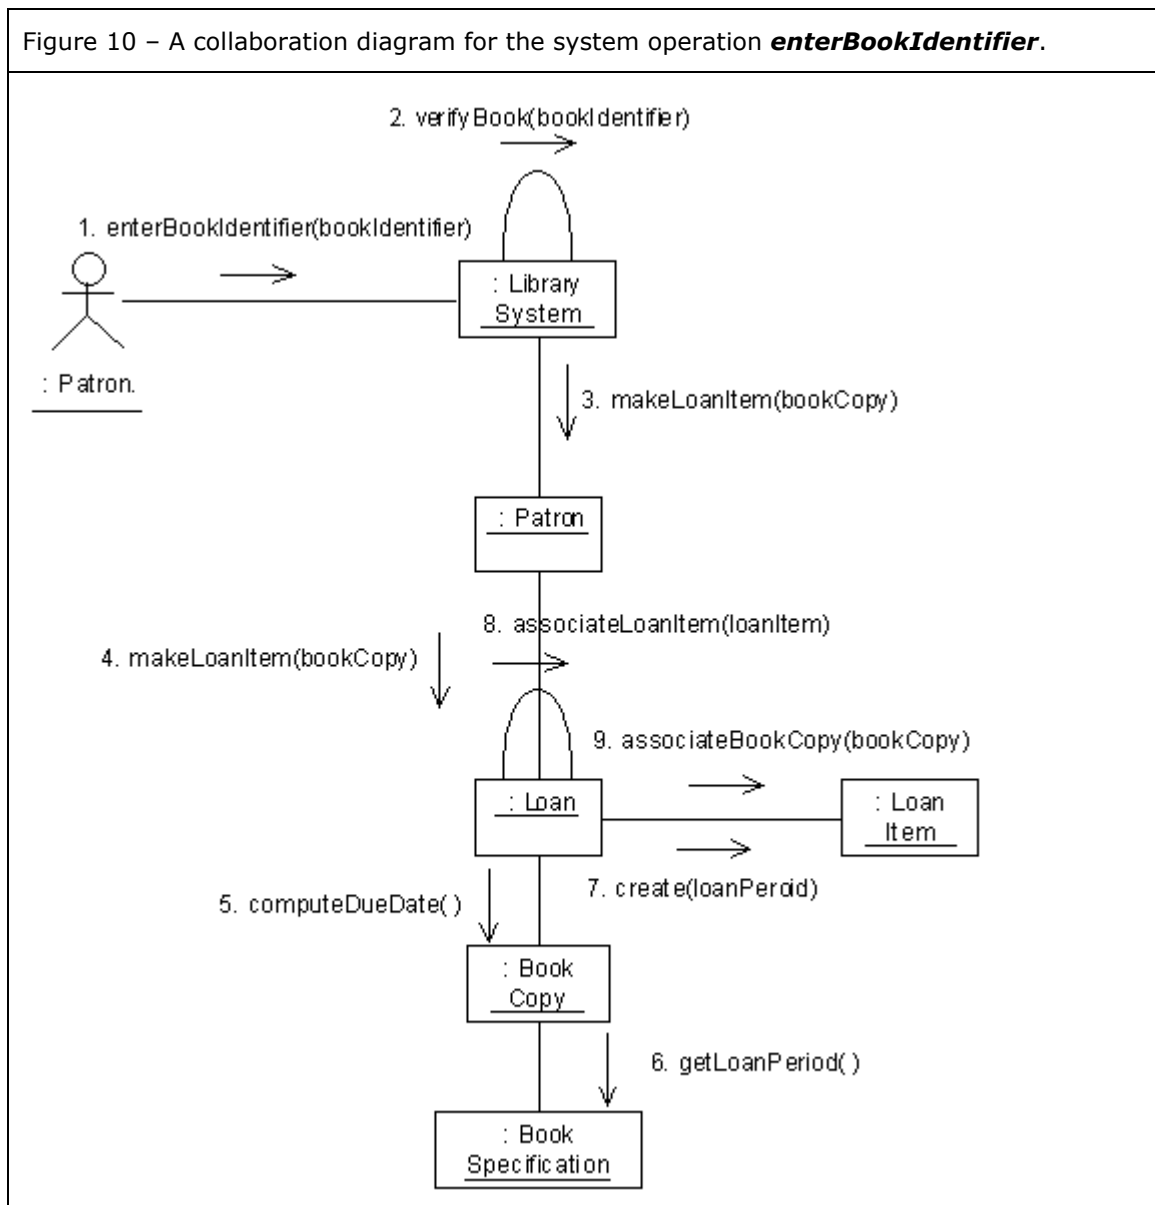 Figure 10 – A collaboration diagram for the system operation enterBookIdentifier.
2. verifyBook(bookIdentifier)
1. enterBookIdentifier(bookIdentifier)
: Library
System
: Patron.
3. makeLoanItem(bookCopy)
: Patron
8. associateLoanItem(loanItem)
4. makeLoanItem(bookCopy)
9. associateBookCopy(bookCopy)
: Loan
: Loan
Item
7. create(loanPeroid)
5. computeDueDate( )
: Book
Copy
6. getLoanPeriod( )
: Book
Specification